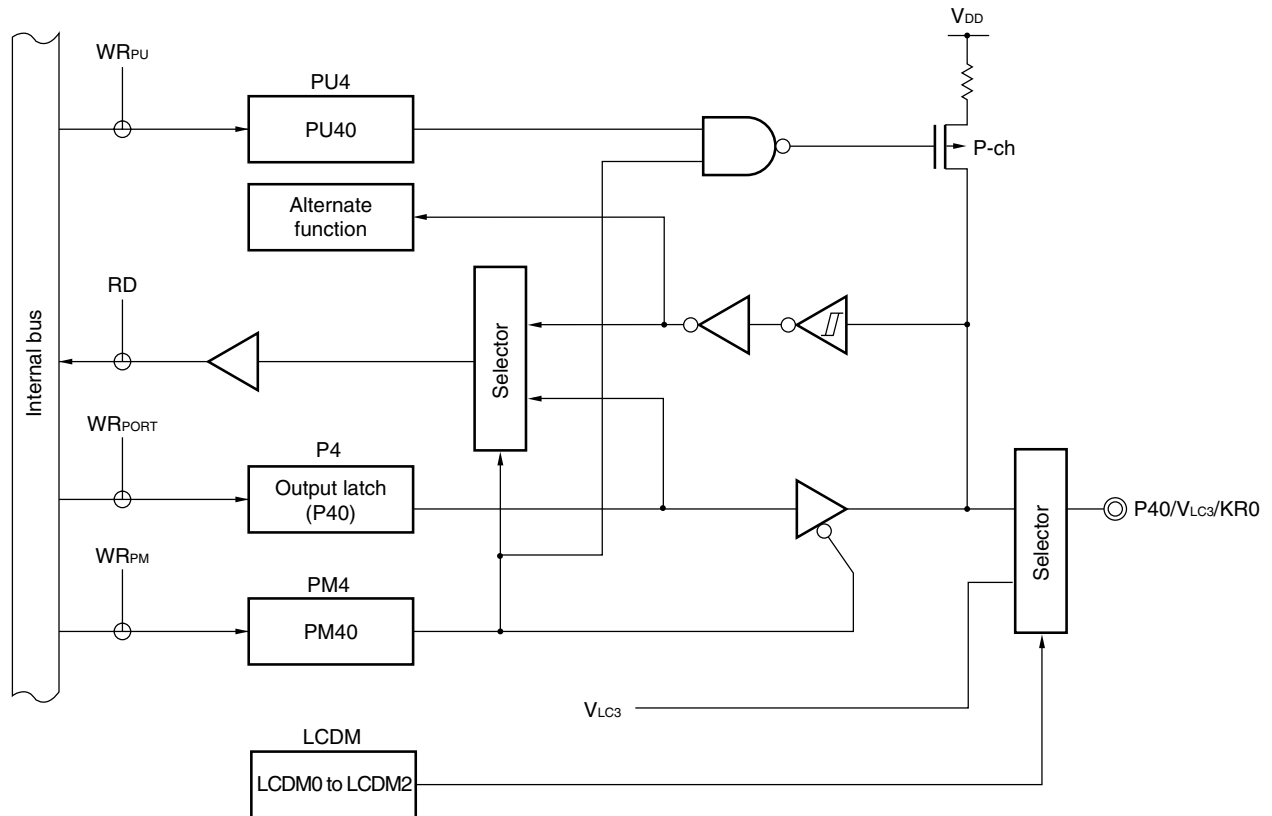 VDD
WRPU
PU4
PU40
P-ch
Alternate
function
RD
Internal bus
Selector
WRPORT
P4
Output latch
(P40)
Selector
P40/VLC3/KR0
WRPM
PM4
PM40
VLC3
LCDM
LCDM0 to LCDM2